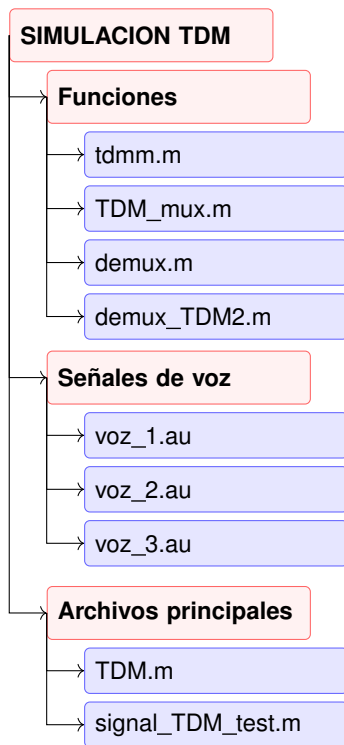 SIMULACION TDM
Funciones
tdmm.m
TDM_mux.m
demux.m
demux_TDM2.m
Señales de voz
voz_1.au
voz_2.au
voz_3.au
Archivos principales
TDM.m
signal_TDM_test.m